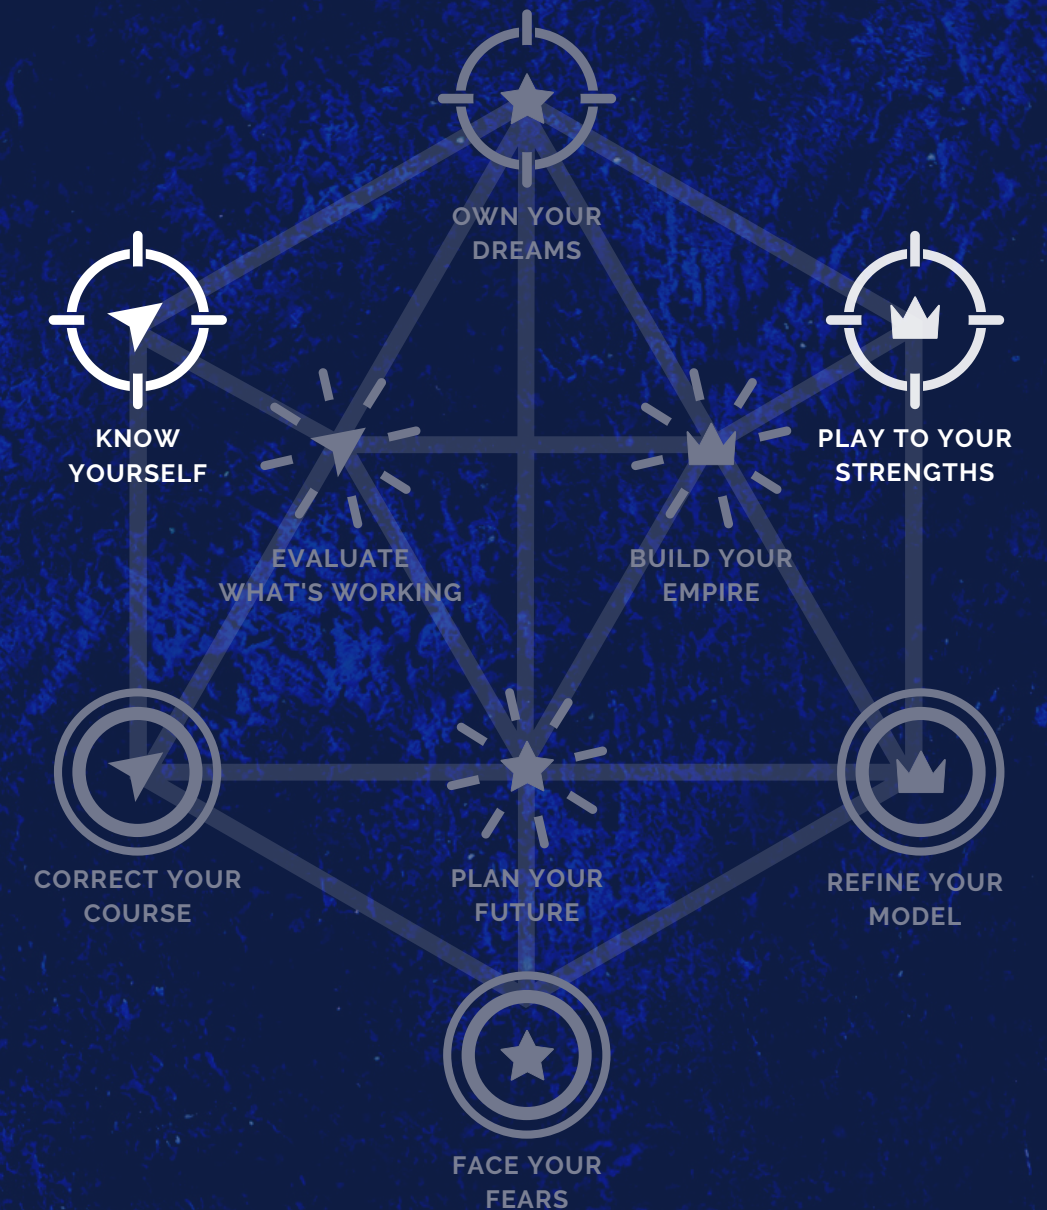 OWN YOUR
DREAMS
KNOW
YOURSELF
PLAY TO YOUR
STRENGTHS
EVALUATE
WHAT'S WORKING
BUILD YOUR
EMPIRE
CORRECT YOUR
COURSE
PLAN YOUR
FUTURE
REFINE YOUR
MODEL
FACE YOUR
FEARS